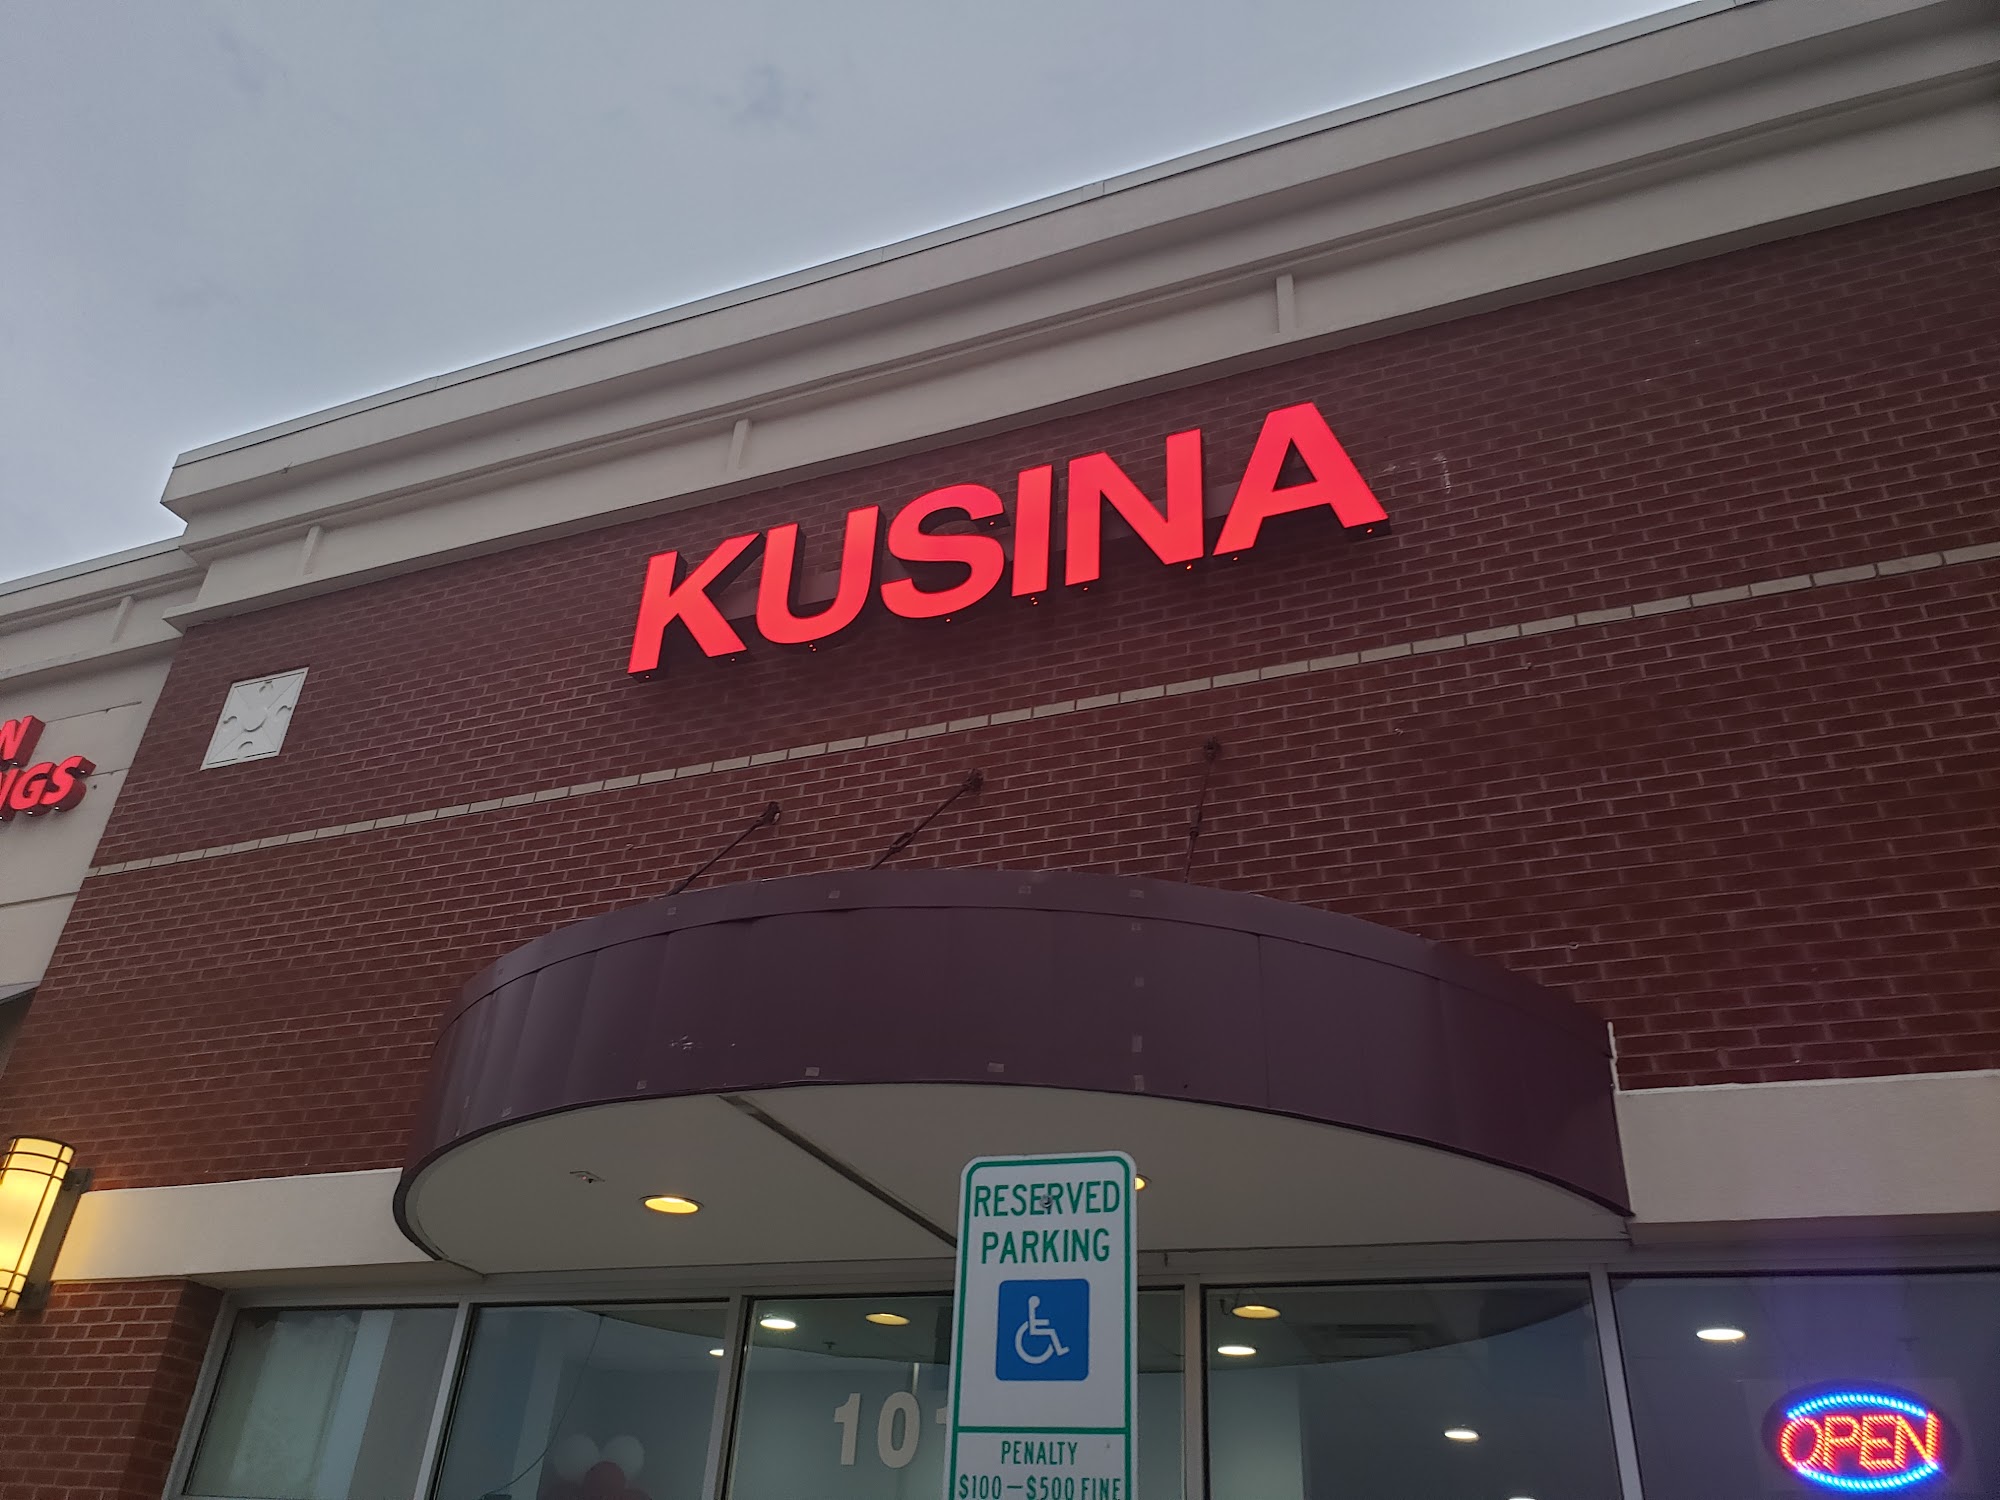 KUSINA
RESERVED
PARKING
PENALTY
$100-$500 FINE
OPEN